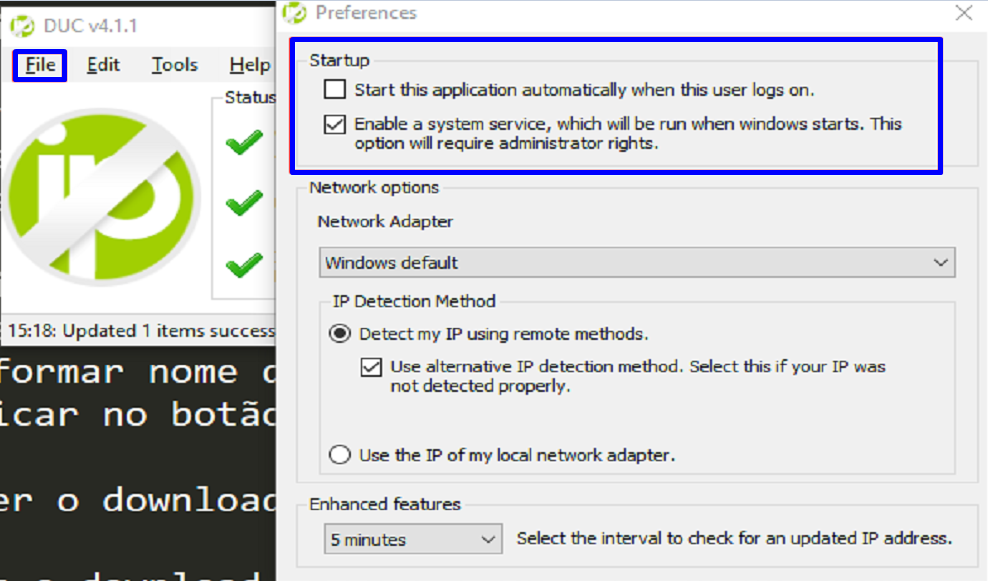 DUC v4.1.1
File Edit Tools Help
Status
15:18: Updated 1 items success
formar nome
icar no botão
er o download
download
Preferences
Startup
Start this application automatically when this user logs on.
Enable a system service, which will be run when windows starts. This
option will require administrator rights.
Network options
Network Adapter
Windows default
IP Detection Method
Detect my IP using remote methods.
Use alternative IP detection method. Select this if your IP was
not detected properly.
Use the IP of my local network adapter.
Enhanced features
5 minutes Select the interval to check for an updated IP address.